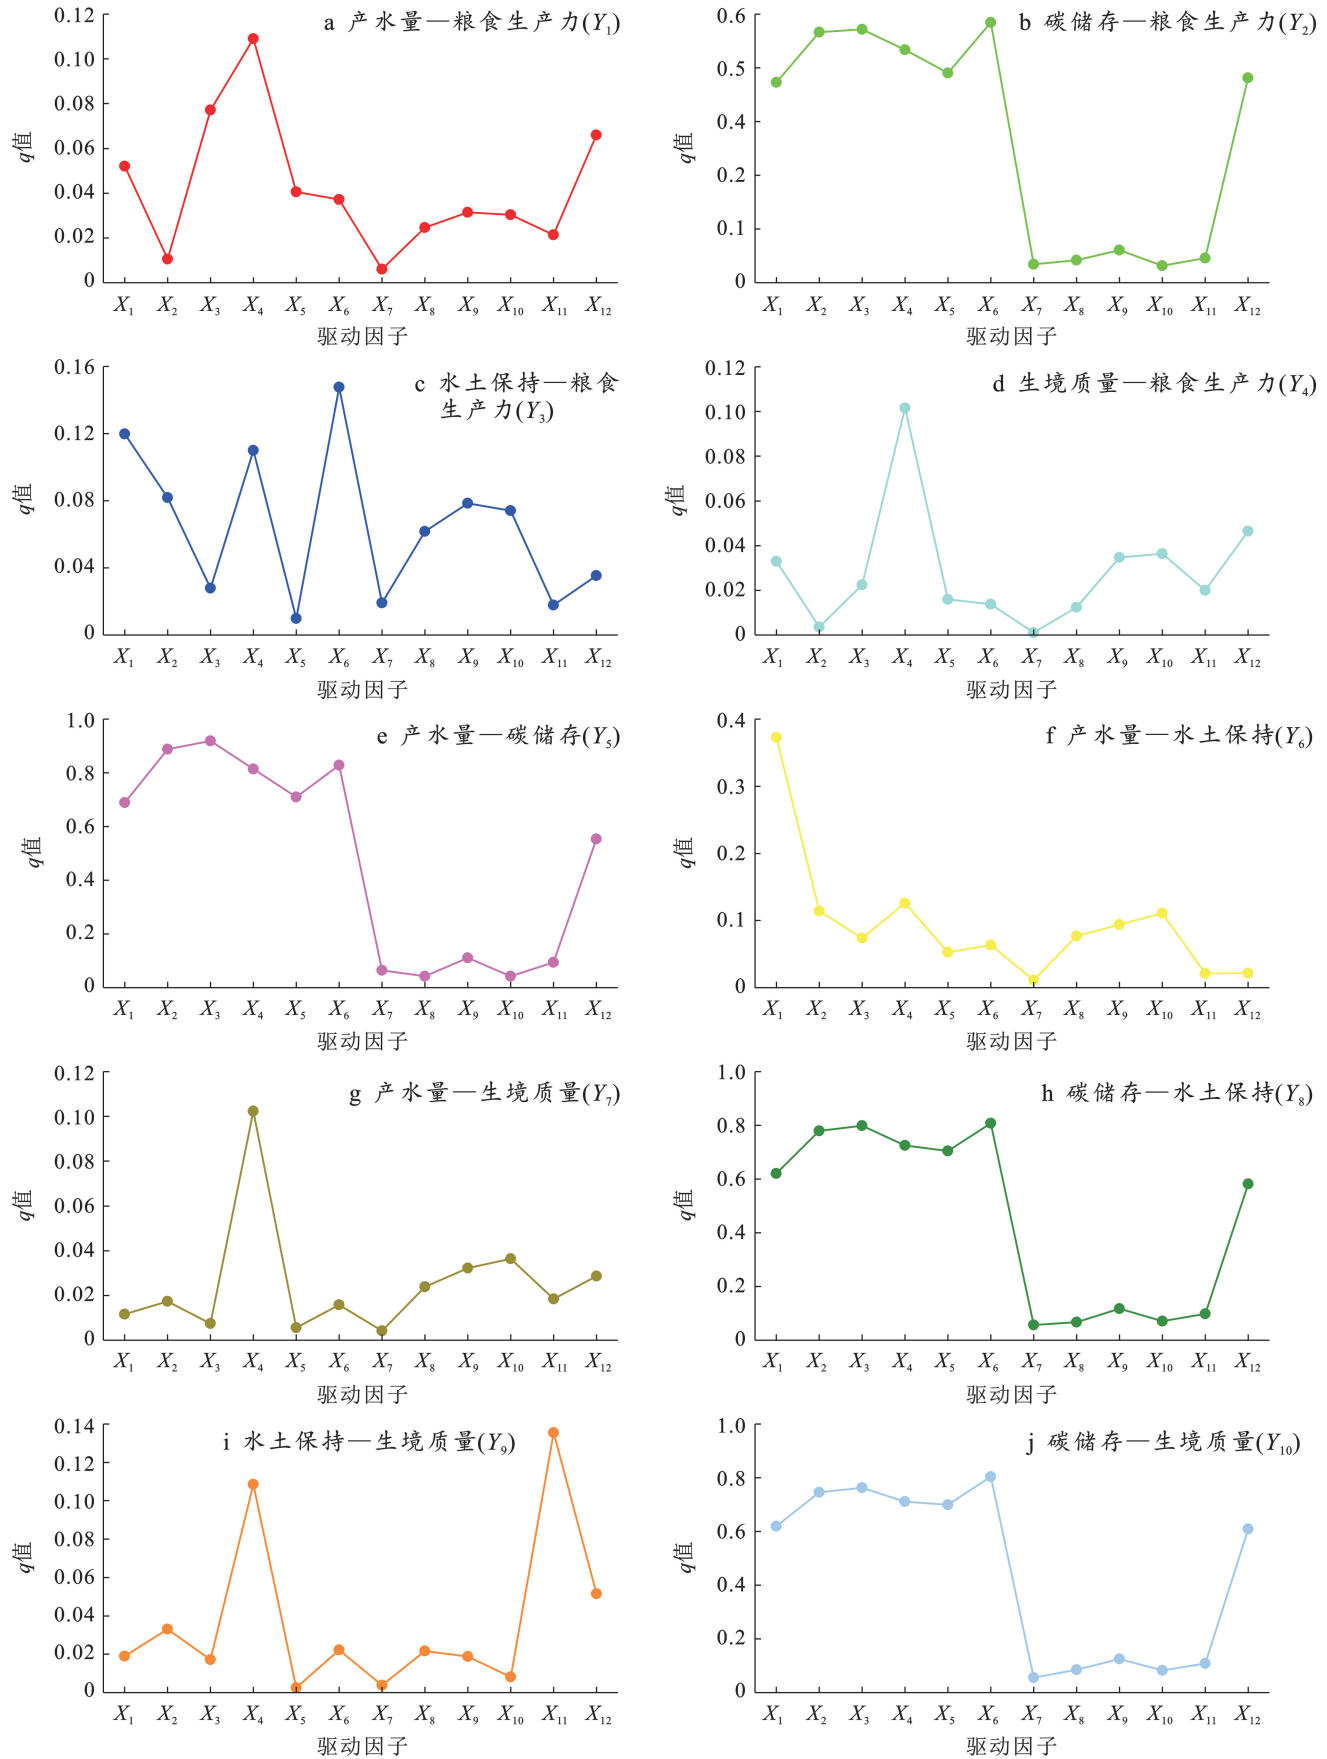 a 产水量—粮食生产力(Y₁)
q值
0.12
0.10
0.08
0.06
0.04
0.02
0
X₁ X₂ X₃ X₄ X₅ X₆ X₇ X₈ X₉ X₁₀ X₁₁ X₁₂
驱动因子
b 碳储存—粮食生产力(Y₂)
q值
0.6
0.5
0.4
0.2
0.1
0
X₁ X₂ X₃ X₄ X₅ X₆ X₇ X₈ X₉ X₁₀ X₁₁ X₁₂
驱动因子
c 水土保持—粮食
生产力(Y₃)
q值
0.16
0.12
0.08
0.04
0
X₁ X₂ X₃ X₄ X₅ X₆ X₇ X₈ X₉ X₁₀ X₁₁ X₁₂
驱动因子
d 生境质量—粮食生产力(Y₄)
q值
0.12
0.10
0.08
0.06
0.04
0.02
0
X₁ X₂ X₃ X₄ X₅ X₆ X₇ X₈ X₉ X₁₀ X₁₁ X₁₂
驱动因子
e 产水量—碳储存(Y₅)
q值
1.0
0.8
0.6
0.4
0.2
0
X₁ X₂ X₃ X₄ X₅ X₆ X₇ X₈ X₉ X₁₀ X₁₁ X₁₂
驱动因子
f 产水量—水土保持(Y₆)
q值
0.4
0.3
0.2
0.1
0
X₁ X₂ X₃ X₄ X₅ X₆ X₇ X₈ X₉ X₁₀ X₁₁ X₁₂
驱动因子
g 产水量—生境质量(Y₇)
q值
0.12
0.10
0.08
0.06
0.04
0.02
0
X₁ X₂ X₃ X₄ X₅ X₆ X₇ X₈ X₉ X₁₀ X₁₁ X₁₂
驱动因子
h 碳储存—水土保持(Y₈)
q值
1.0
0.8
0.6
0.4
0.2
0
X₁ X₂ X₃ X₄ X₅ X₆ X₇ X₈ X₉ X₁₀ X₁₁ X₁₂
驱动因子
i 水土保持—生境质量(Y₉)
q值
0.14
0.12
0.10
0.08
0.06
0.04
0.02
0
X₁ X₂ X₃ X₄ X₅ X₆ X₇ X₈ X₉ X₁₀ X₁₁ X₁₂
驱动因子
j 碳储存—生境质量(Y₁₀)
q值
1.0
0.8
0.6
0.4
0.2
0
X₁ X₂ X₃ X₄ X₅ X₆ X₇ X₈ X₉ X₁₀ X₁₁ X₁₂
驱动因子